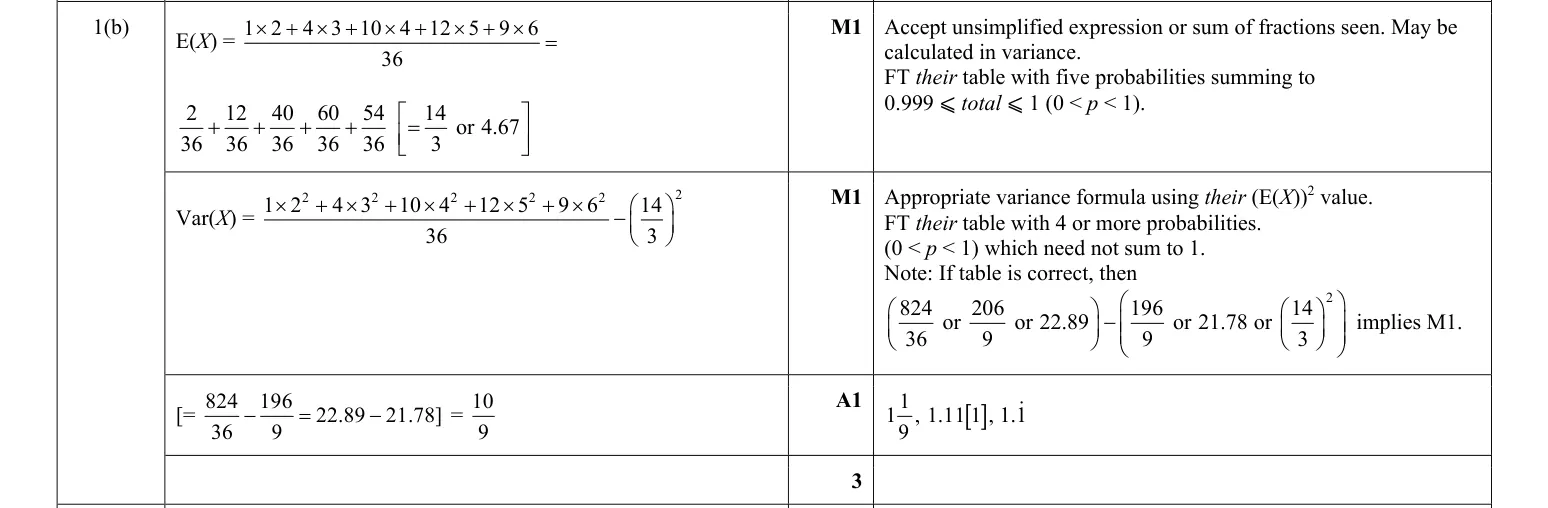 1(b)
E(X) = (1×2+4×3+10×4+12×5+9×6)/36 =
2/36 + 12/36 + 40/36 + 60/36 + 54/36 [= 14/3 or 4.67]
M1
Accept unsimplified expression or sum of fractions seen. May be
calculated in variance.
FT their table with five probabilities summing to
0.999 ⩽ total ⩽ 1 (0 < p < 1).
Var(X) = (1×2² + 4×3² + 10×4² + 12×5² + 9×6²)/36 − (14/3)²
M1
Appropriate variance formula using their (E(X))² value.
FT their table with 4 or more probabilities.
(0 < p < 1) which need not sum to 1.
Note: If table is correct, then
(824/36 or 206/9 or 22.89) − (196/9 or 21.78 or (14/3)²) implies M1.
[= 824/36 − 196/9 = 22.89 − 21.78] = 10/9
A1
1 1/9, 1.11[1], 1.1̇
3